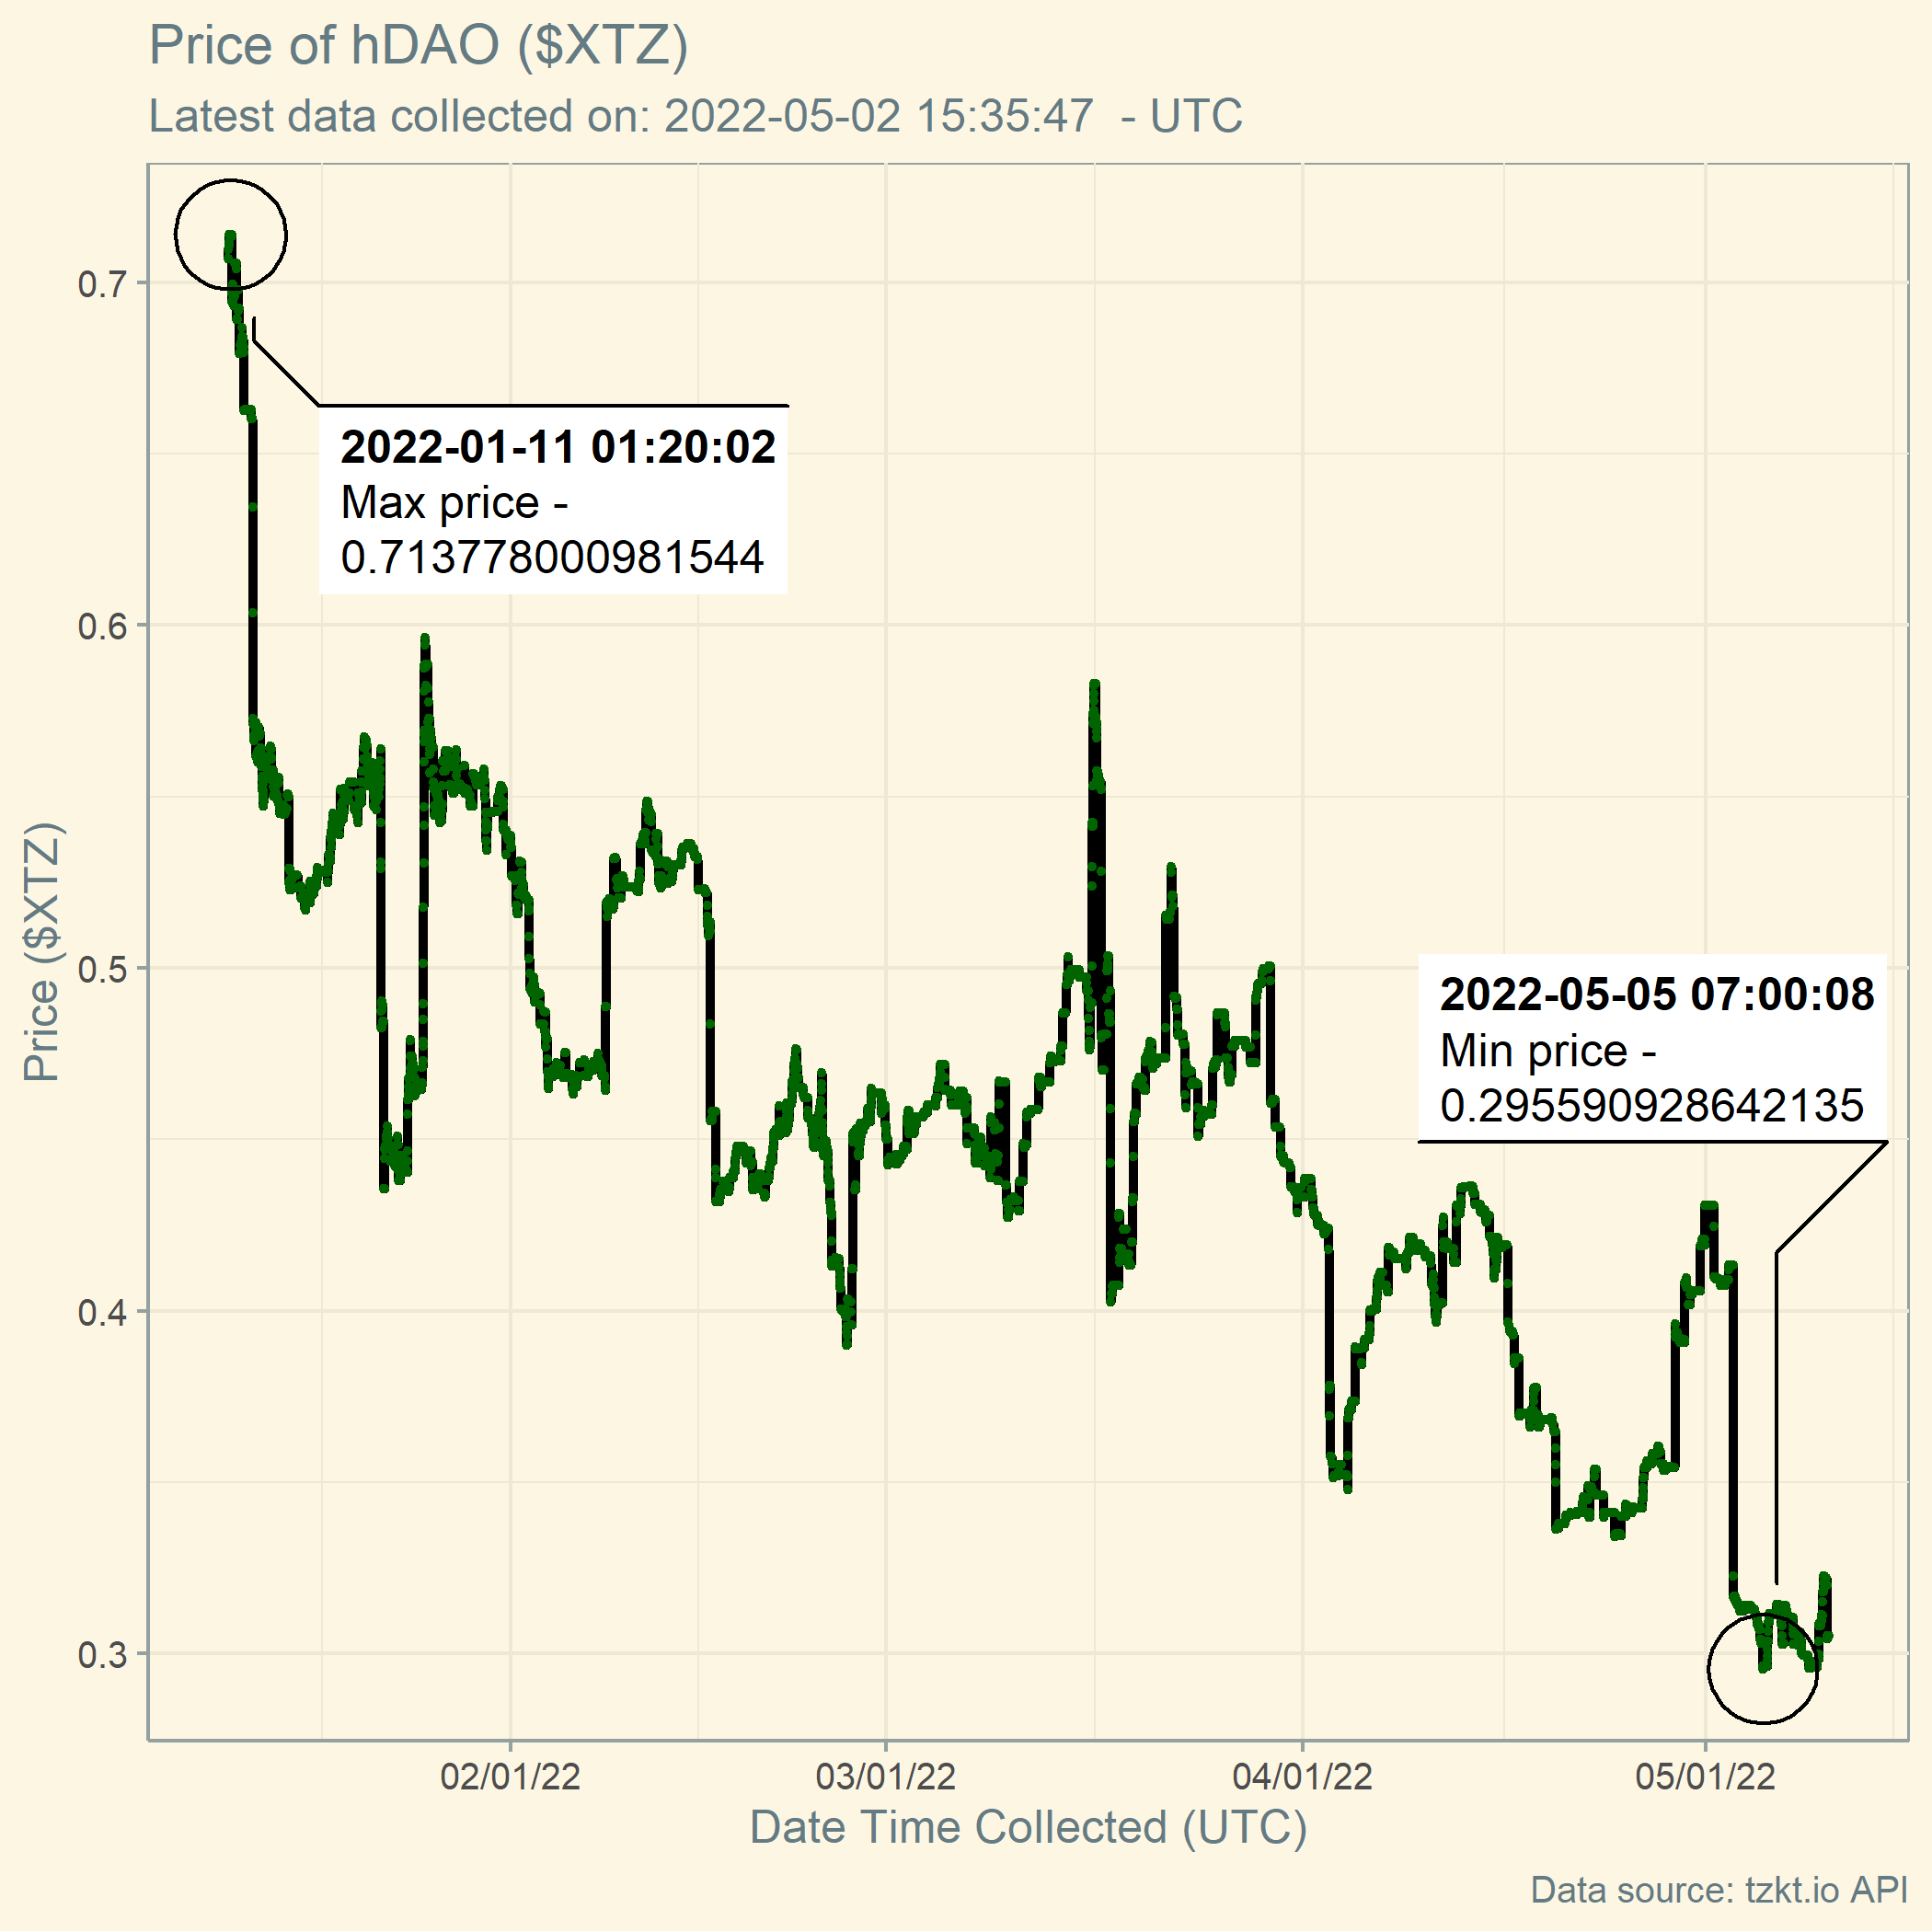 Price of hDAO ($XTZ)
Latest data collected on: 2022-05-02 15:35:47  - UTC
0.7
0.6
0.5
0.4
0.3
Price ($XTZ)
2022-01-11 01:20:02
Max price -
0.713778000981544
2022-05-05 07:00:08
Min price -
0.295590928642135
02/01/22
03/01/22
04/01/22
05/01/22
Date Time Collected (UTC)
Data source: tzkt.io API